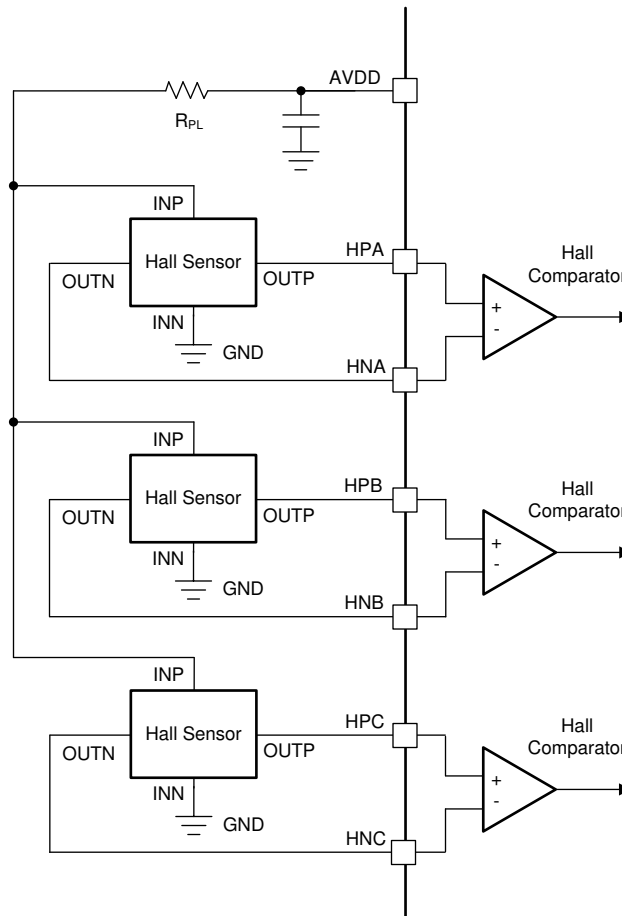 AVDD
RPL
INP
Hall Sensor
OUTN
OUTP
INN
GND
HPA
HNA
Hall
Comparator
+
-
INP
Hall Sensor
OUTN
OUTP
INN
GND
HPB
HNB
Hall
Comparator
+
-
INP
Hall Sensor
OUTN
OUTP
INN
GND
HPC
HNC
Hall
Comparator
+
-